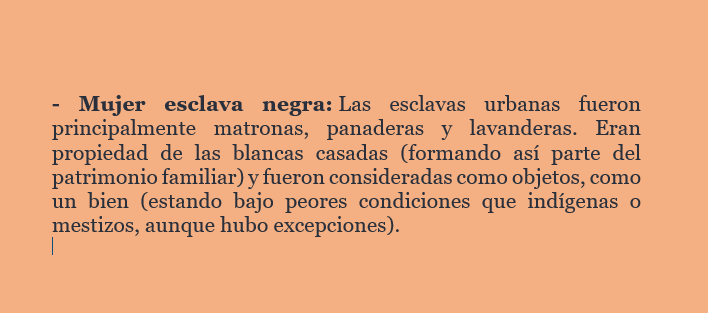 - Mujer esclava negra: Las esclavas urbanas fueron
principalmente matronas, panaderas y lavanderas. Eran
propiedad de las blancas casadas (formando así parte del
patrimonio familiar) y fueron consideradas como objetos, como
un bien (estando bajo peores condiciones que indígenas o
mestizos, aunque hubo excepciones).